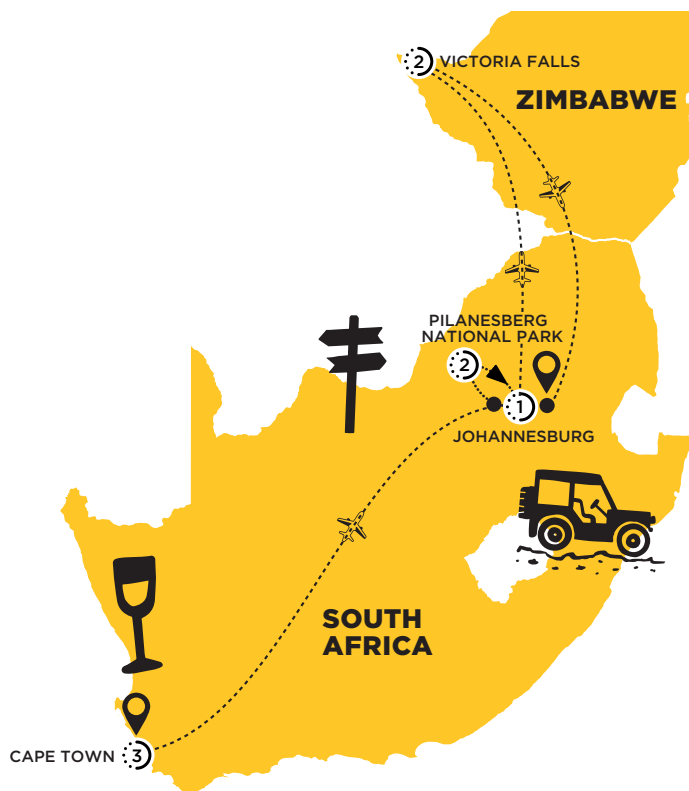 2 VICTORIA FALLS
ZIMBABWE
PILANESBERG
NATIONAL PARK
2
1
JOHANNESBURG
SOUTH
AFRICA
CAPE TOWN 3